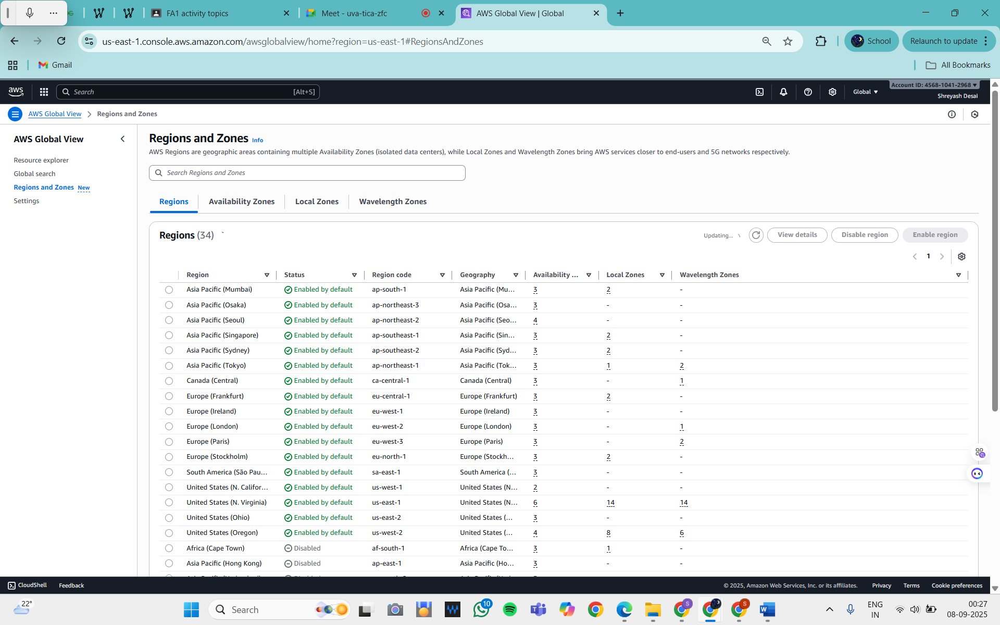 FA1 activity topics
Meet - uva-tica-zfc
AWS Global View | Global
us-east-1.console.aws.amazon.com/awsglobalview/home?region=us-east-1#RegionsAndZones
School
Relaunch to update
Gmail
All Bookmarks
aws
Search
[Alt+S]
Global
Account ID: 4568-1041-2968
Shreyash Desai
AWS Global View
Regions and Zones
AWS Global View
Resource explorer
Global search
Regions and Zones New
Settings
Regions and Zones Info
AWS Regions are geographic areas containing multiple Availability Zones (isolated data centers), while Local Zones and Wavelength Zones bring AWS services closer to end-users and 5G networks respectively.
Search Regions and Zones
Regions Availability Zones Local Zones Wavelength Zones
Regions (34)
Updating... View details Disable region Enable region
1
Region Status Region code Geography Availability ... Local Zones Wavelength Zones
Asia Pacific (Mumbai) Enabled by default ap-south-1 Asia Pacific (Mu... 3 2 -
Asia Pacific (Osaka) Enabled by default ap-northeast-3 Asia Pacific (Osa... 3 - -
Asia Pacific (Seoul) Enabled by default ap-northeast-2 Asia Pacific (Seo... 4 - -
Asia Pacific (Singapore) Enabled by default ap-southeast-1 Asia Pacific (Sin... 3 2 -
Asia Pacific (Sydney) Enabled by default ap-southeast-2 Asia Pacific (Syd... 3 2 -
Asia Pacific (Tokyo) Enabled by default ap-northeast-1 Asia Pacific (Tok... 3 1 2
Canada (Central) Enabled by default ca-central-1 Canada (Central) 3 - 1
Europe (Frankfurt) Enabled by default eu-central-1 Europe (Frankfurt) 3 2 -
Europe (Ireland) Enabled by default eu-west-1 Europe (Ireland) 3 - -
Europe (London) Enabled by default eu-west-2 Europe (London) 3 - 1
Europe (Paris) Enabled by default eu-west-3 Europe (Paris) 3 - 2
Europe (Stockholm) Enabled by default eu-north-1 Europe (Stockh... 3 2 -
South America (São Pau... Enabled by default sa-east-1 South America (... 3 - -
United States (N. Califor... Enabled by default us-west-1 United States (N... 2 - -
United States (N. Virginia) Enabled by default us-east-1 United States (N... 6 14 14
United States (Ohio) Enabled by default us-east-2 United States (... 3 - -
United States (Oregon) Enabled by default us-west-2 United States (... 4 8 6
Africa (Cape Town) Disabled af-south-1 Africa (Cape To... 3 1 -
Asia Pacific (Hong Kong) Disabled ap-east-1 Asia Pacific (Ho... 3 - -
CloudShell Feedback © 2025, Amazon Web Services, Inc. or its affiliates. Privacy Terms Cookie preferences
22°
Search
10
S
S
ENG
IN
00:27
08-09-2025